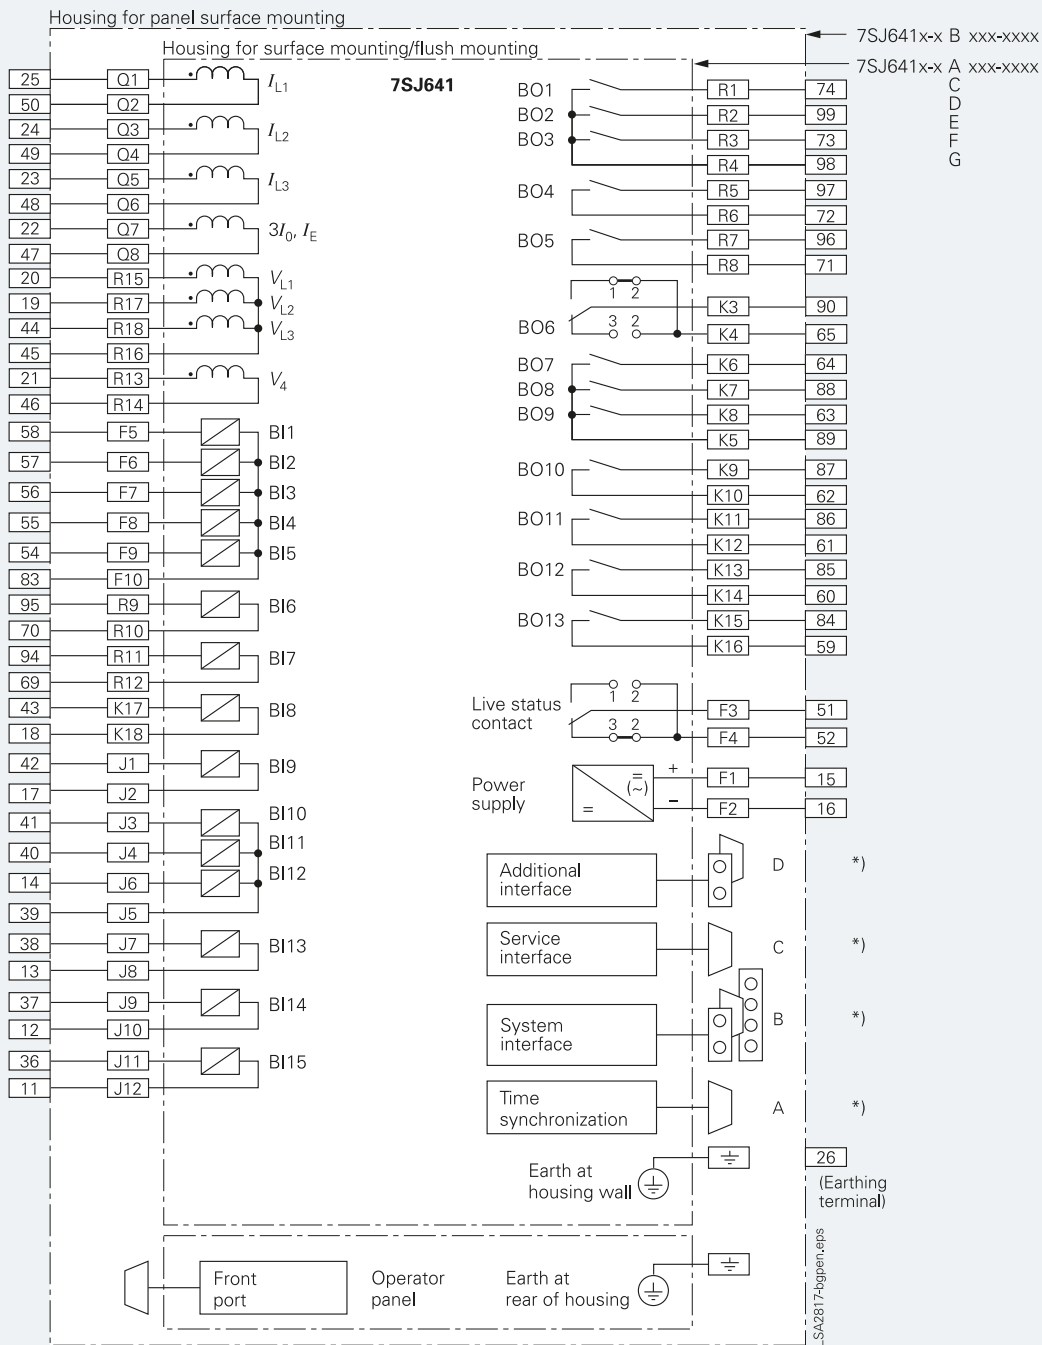 Housing for panel surface mounting
7SJ641x-x B xxx-xxxx
Housing for surface mounting/flush mounting
7SJ641x-x A xxx-xxxx
C
D
E
F
G
7SJ641
25 Q1 IL1
50 Q2
24 Q3 IL2
49 Q4
23 Q5 IL3
48 Q6
22 Q7 3I0, IE
47 Q8
20 R15 VL1
19 R17 VL2
44 R18 VL3
45 R16
21 R13 V4
46 R14
58 F5 BI1
57 F6 BI2
56 F7 BI3
55 F8 BI4
54 F9 BI5
83 F10
95 R9 BI6
70 R10
94 R11 BI7
69 R12
43 K17 BI8
18 K18
42 J1 BI9
17 J2
41 J3 BI10
40 J4 BI11
14 J6 BI12
39 J5
38 J7 BI13
13 J8
37 J9 BI14
12 J10
36 J11 BI15
11 J12
BO1 R1 74
BO2 R2 99
BO3 R3 73
R4 98
BO4 R5 97
R6 72
BO5 R7 96
R8 71
1 2
K3 90
BO6 3 2 K4 65
BO7 K6 64
BO8 K7 88
BO9 K8 63
K5 89
BO10 K9 87
K10 62
BO11 K11 86
K12 61
BO12 K13 85
K14 60
BO13 K15 84
K16 59
1 2
Live status
contact
F3 51
3 2 F4 52
Power
supply
= (~) =
+ F1 15
− F2 16
Additional
interface
D *)
Service
interface
C *)
System
interface
B *)
Time
synchronization
A *)
Earth at
housing wall
26
(Earthing
terminal)
Front
port
Operator
panel
Earth at
rear of housing
LSA2817-bgpen.eps